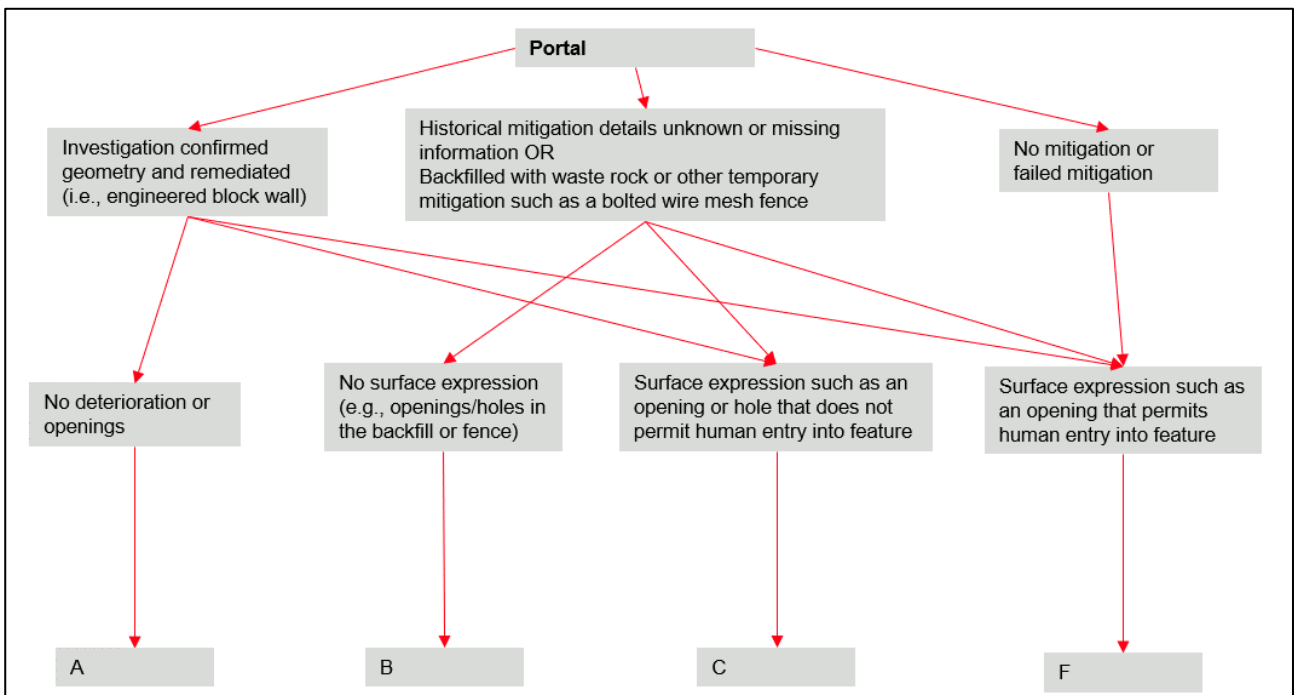 Portal
Investigation confirmed
geometry and remediated
(i.e., engineered block wall)
Historical mitigation details unknown or missing
information OR
Backfilled with waste rock or other temporary
mitigation such as a bolted wire mesh fence
No mitigation or
failed mitigation
No deterioration or
openings
No surface expression
(e.g., openings/holes in
the backfill or fence)
Surface expression such as an
opening or hole that does not
permit human entry into feature
Surface expression such as
an opening that permits
human entry into feature
A
B
C
F